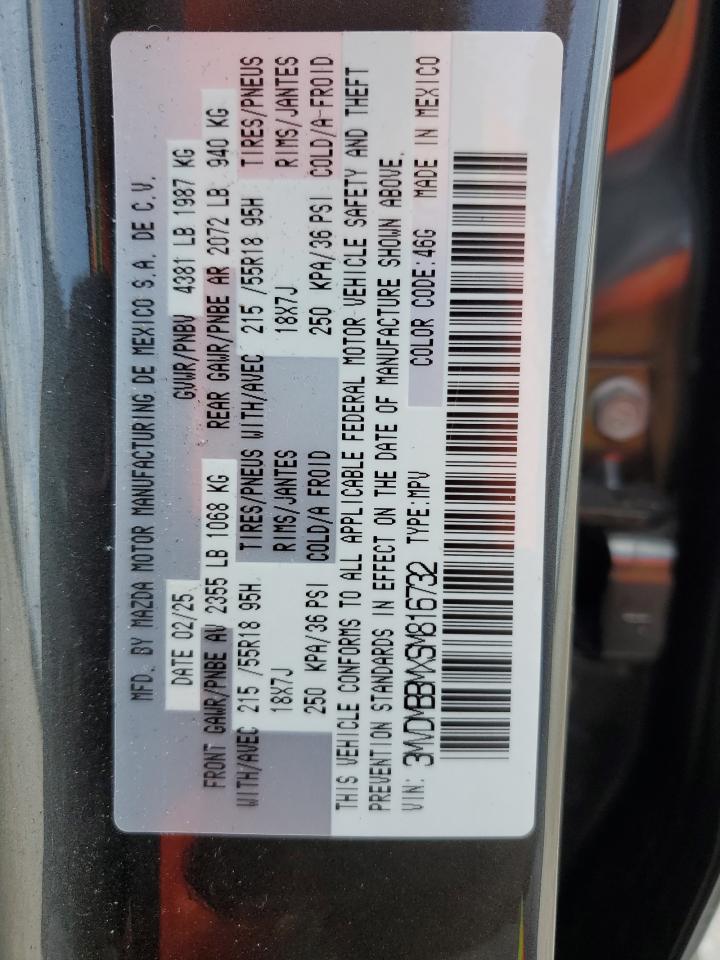 MFD. BY MAZDA MOTOR MANUFACTURING DE MEXICO S.A. DE C.V.
DATE 02/25 GVWR/PNBV 4381 LB 1987 KG
FRONT GAWR/PNBE AV 2355 LB 1068 KG REAR GAWR/PNBE AR 2072 LB 940 KG
WITH/AVEC 215 /55R18 95H TIRES/PNEUS WITH/AVEC 215 /55R18 95H TIRES/PNEUS
18X7J RIMS/JANTES 18X7J RIMS/JANTES
250 KPA/36 PSI COLD/A FROID 250 KPA/36 PSI COLD/A-FROID
THIS VEHICLE CONFORMS TO ALL APPLICABLE FEDERAL MOTOR VEHICLE SAFETY AND THEFT
PREVENTION STANDARDS IN EFFECT ON THE DATE OF MANUFACTURE SHOWN ABOVE.
VIN: 3MVDMBBMXSM816732 TYPE:MPV COLOR CODE:46G MADE IN MEXICO